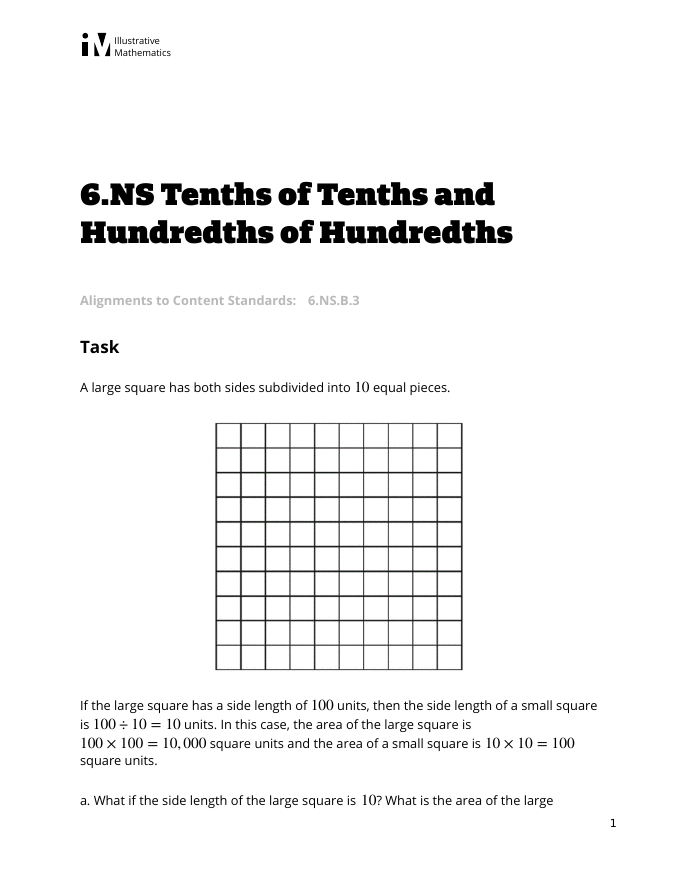 Illustrative
Mathematics
6.NS Tenths of Tenths and
Hundredths of Hundredths
Alignments to Content Standards: 6.NS.B.3
Task
A large square has both sides subdivided into 10 equal pieces.
If the large square has a side length of 100 units, then the side length of a small square
is 100 ÷ 10 = 10 units. In this case, the area of the large square is
100 × 100 = 10, 000 square units and the area of a small square is 10 × 10 = 100
square units.
a. What if the side length of the large square is 10? What is the area of the large
1